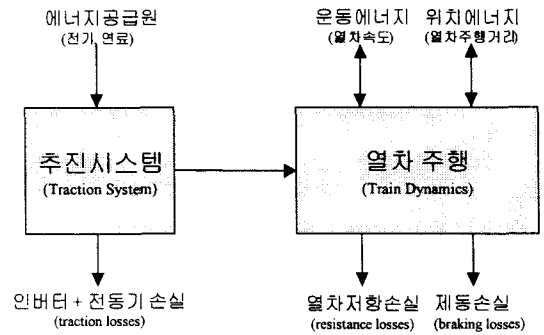 에너지공급원
(전기 연료)
운동에너지
(열차속도)
위치에너지
(열차주행거리)
추진시스템
(Traction System)
열차 주행
(Train Dynamics)
인버터 + 전동기 손실
(traction losses)
열차저항손실
(resistance losses)
제동손실
(braking losses)